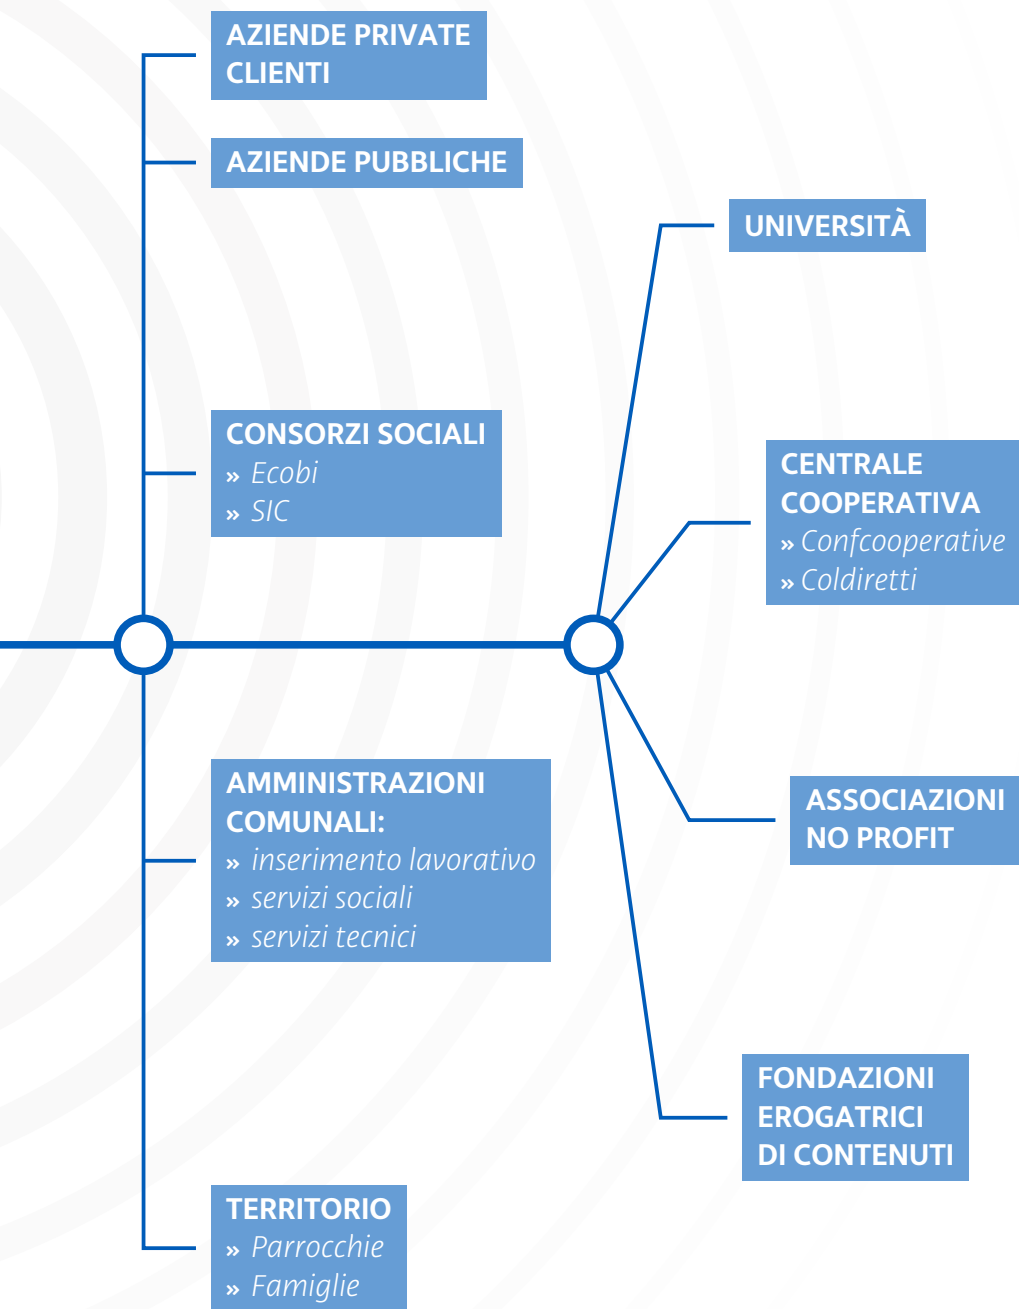 AZIENDE PRIVATE
CLIENTI
AZIENDE PUBBLICHE
CONSORZI SOCIALI
» Ecobi
» SIC
AMMINISTRAZIONI
COMUNALI:
» inserimento lavorativo
» servizi sociali
» servizi tecnici
TERRITORIO
» Parrocchie
» Famiglie
UNIVERSITÀ
CENTRALE
COOPERATIVA
» Confcooperative
» Coldiretti
ASSOCIAZIONI
NO PROFIT
FONDAZIONI
EROGATRICI
DI CONTENUTI